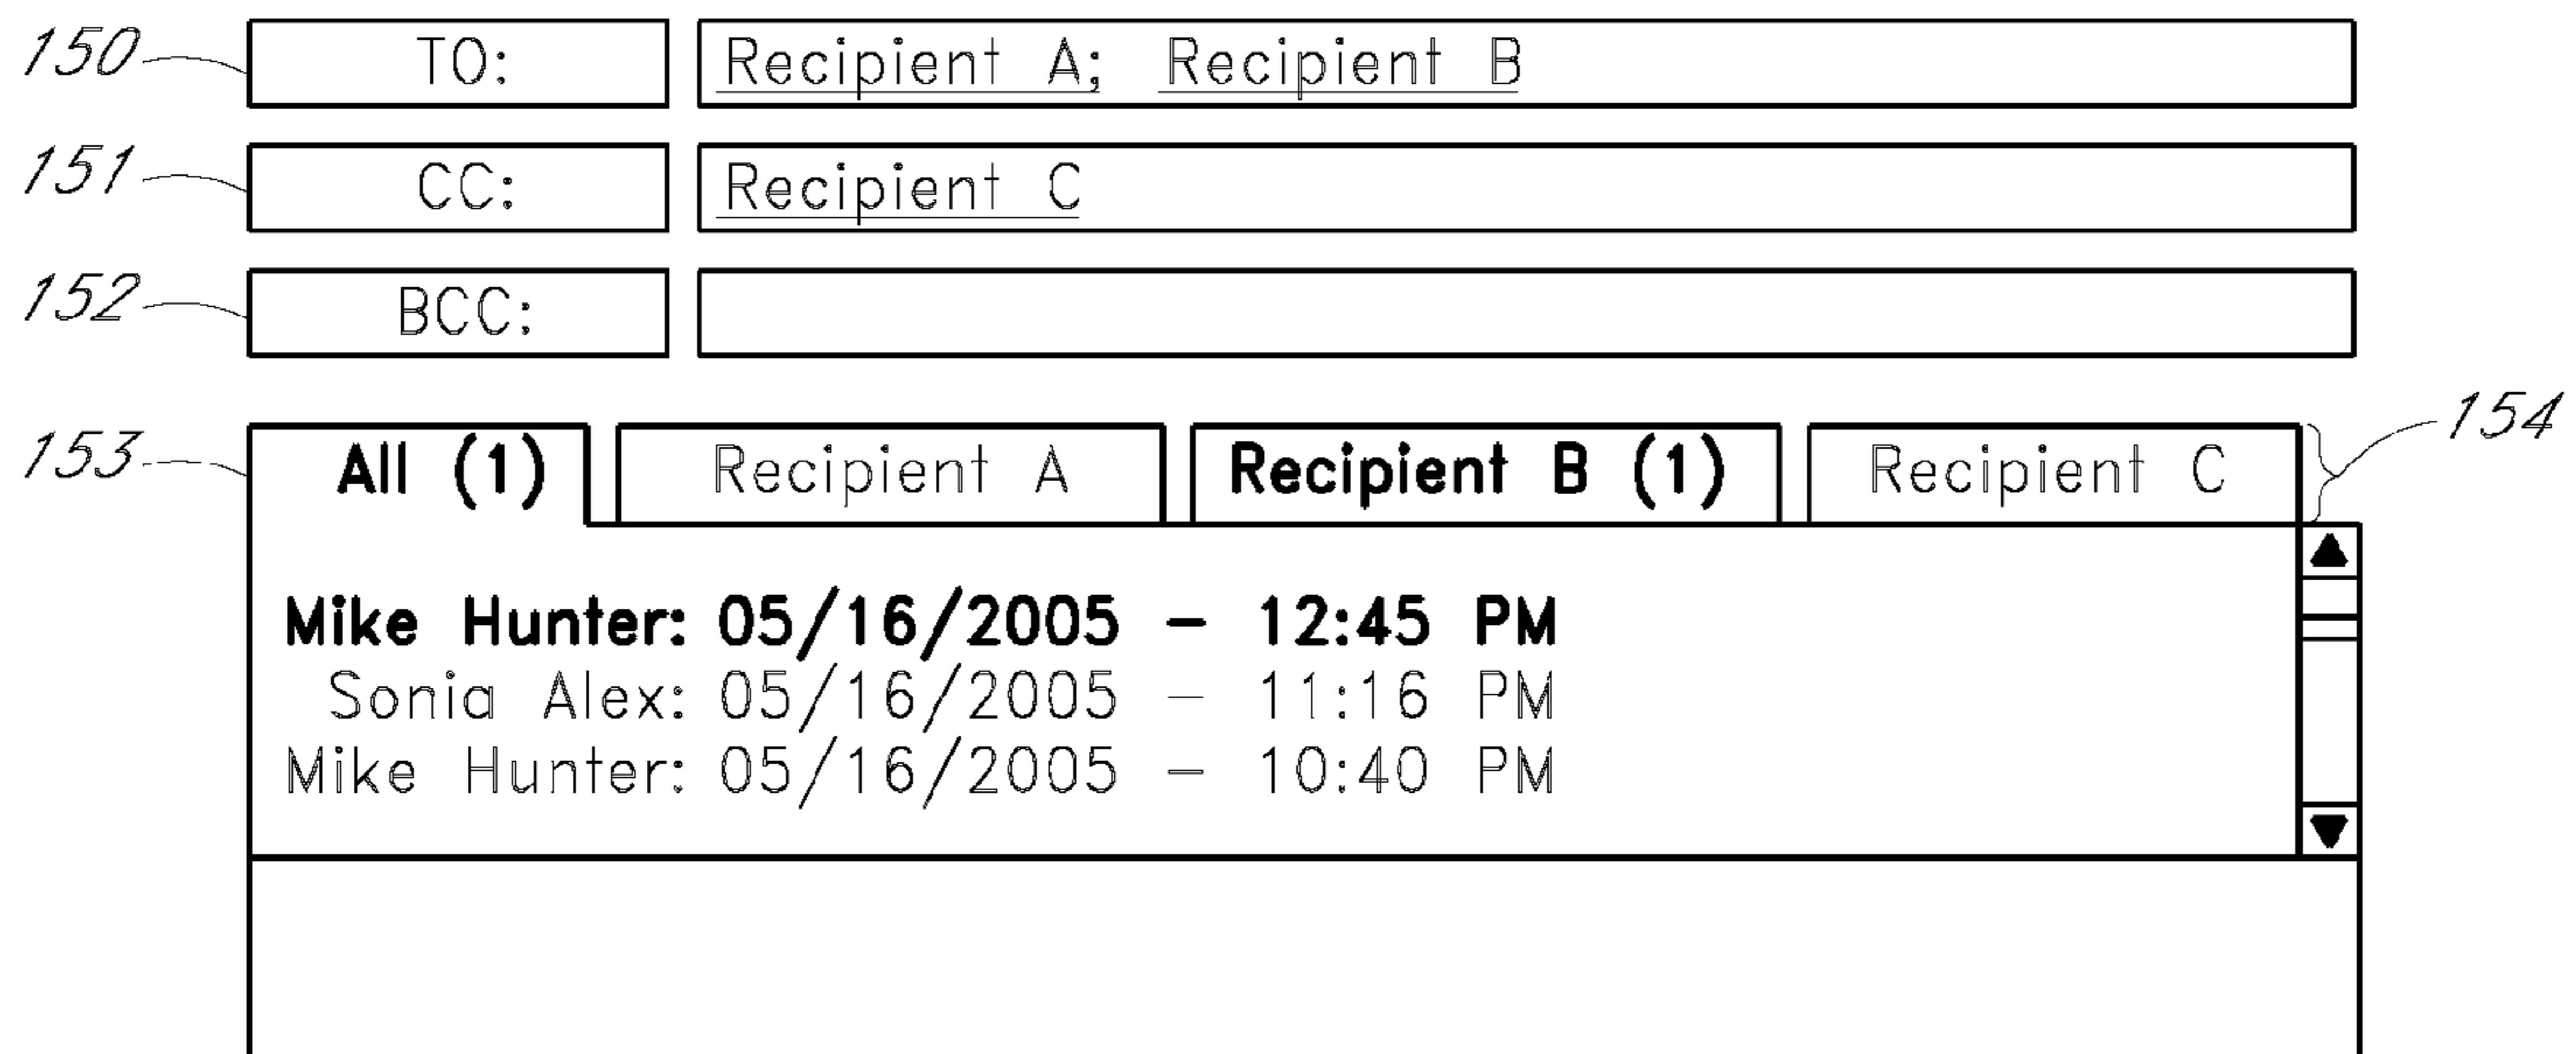 150 TO: Recipient A; Recipient B
151 CC: Recipient C
152 BCC:
154
153 All (1) Recipient A Recipient B (1) Recipient C
Mike Hunter: 05/16/2005 - 12:45 PM
Sonia Alex: 05/16/2005 - 11:16 PM
Mike Hunter: 05/16/2005 - 10:40 PM